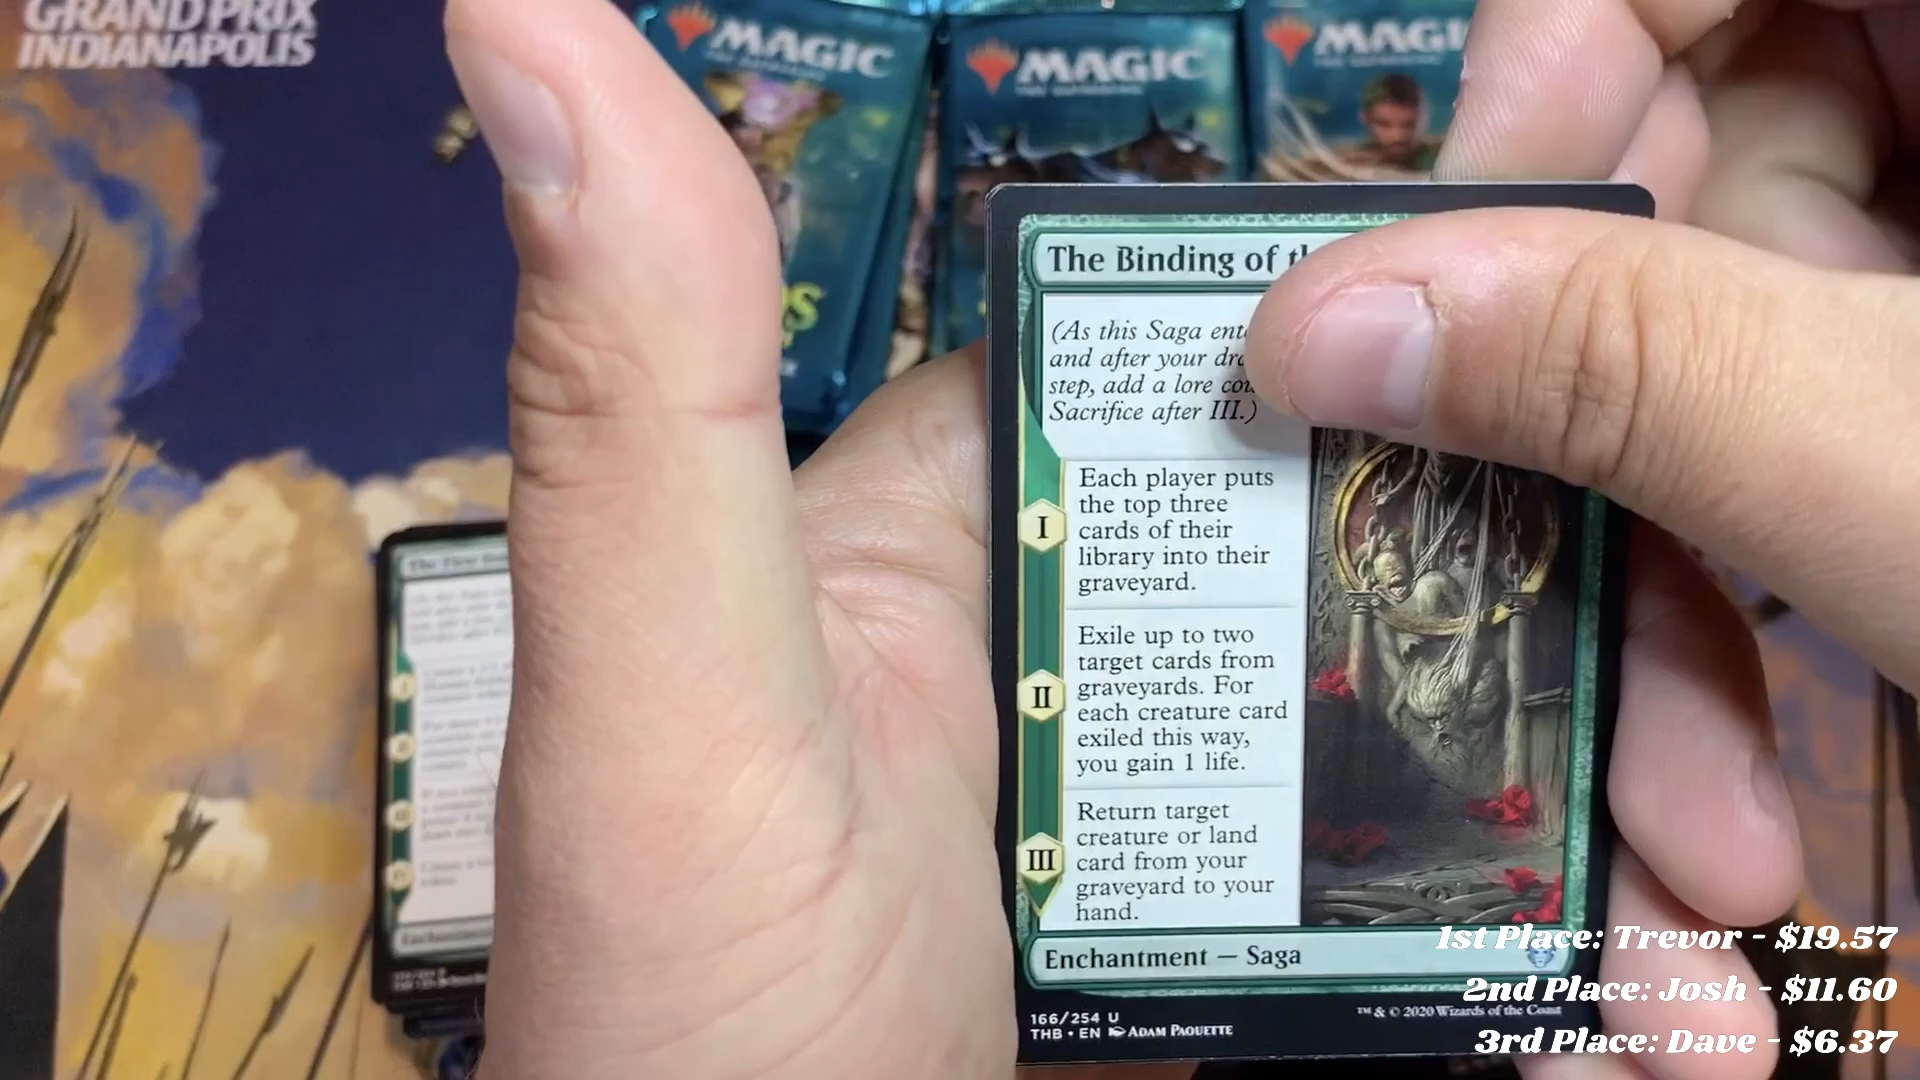 GRAND PRIX
INDIANAPOLIS
MAGIC
MAGIC
MAGI
The Binding of
(As this Saga
and after your
step, add a lore
Sacrifice after III.)
I
Each player puts
the top three
cards of their
library into their
graveyard.
II
Exile up to two
target cards from
graveyards. For
each creature card
exiled this way,
you gain 1 life.
III
Return target
creature or land
card from your
graveyard to your
hand.
Enchantment — Saga
166/254 U
THB • EN ADAM PAQUETTE
™ & © 2020 Wizards of the Coast
The First
1st Place: Trevor - $19.57
2nd Place: Josh - $11.60
3rd Place: Dave - $6.37